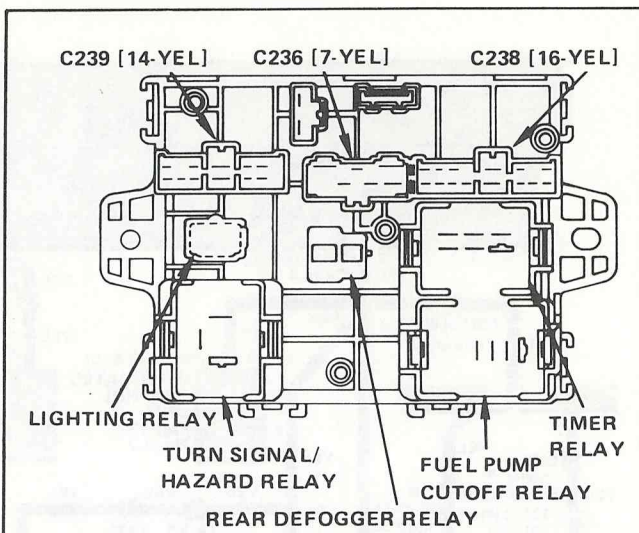 C239 [14-YEL] C236 [7-YEL] C238 [16-YEL]
LIGHTING RELAY
TURN SIGNAL/
HAZARD RELAY
REAR DEFOGGER RELAY
FUEL PUMP
CUTOFF RELAY
TIMER
RELAY